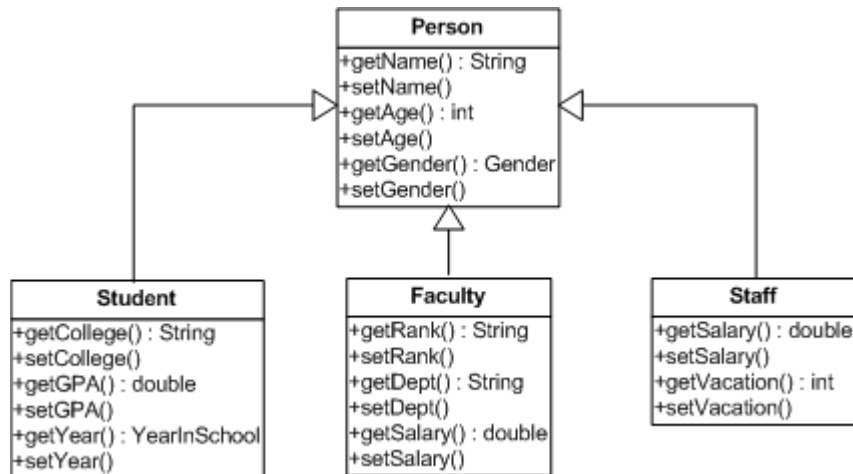 Person
+getName() : String
+setName()
+getAge() : int
+setAge()
+getGender() : Gender
+setGender()
Student
+getCollege() : String
+setCollege()
+getGPA() : double
+setGPA()
+getYear() : YearInSchool
+setYear()
Faculty
+getRank() : String
+setRank()
+getDept() : String
+setDept()
+getSalary() : double
+setSalary()
Staff
+getSalary() : double
+setSalary()
+getVacation() : int
+setVacation()